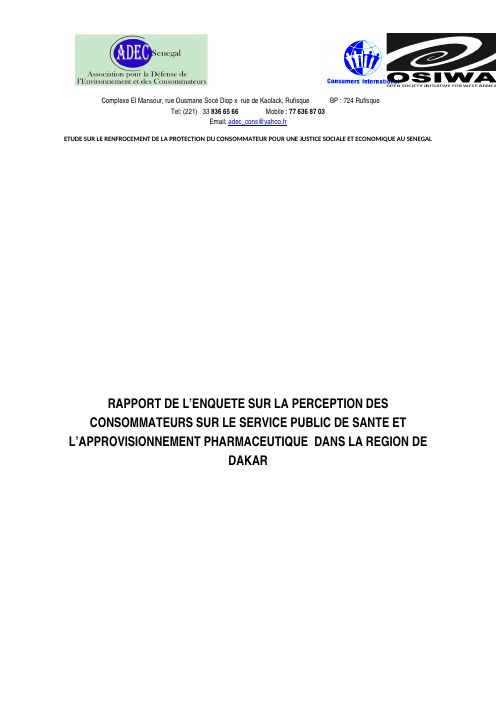 ADEC Senegal
Association pour la Défense de
l'Environnement et des Consommateurs
Consumers International
OSIWA
OPEN SOCIETY INITIATIVE FOR WEST AFRICA
Complexe El Mansour, rue Ousmane Socé Diop x rue de Kaolack, Rufisque BP : 724 Rufisque
Tel: (221) 33 836 65 66 Mobile : 77 636 87 03
Email: adec_cons@yahoo.fr
ETUDE SUR LE RENFROCEMENT DE LA PROTECTION DU CONSOMMATEUR POUR UNE JUSTICE SOCIALE ET ECONOMIQUE AU SENEGAL
RAPPORT DE L'ENQUETE SUR LA PERCEPTION DES
CONSOMMATEURS SUR LE SERVICE PUBLIC DE SANTE ET
L'APPROVISIONNEMENT PHARMACEUTIQUE DANS LA REGION DE
DAKAR